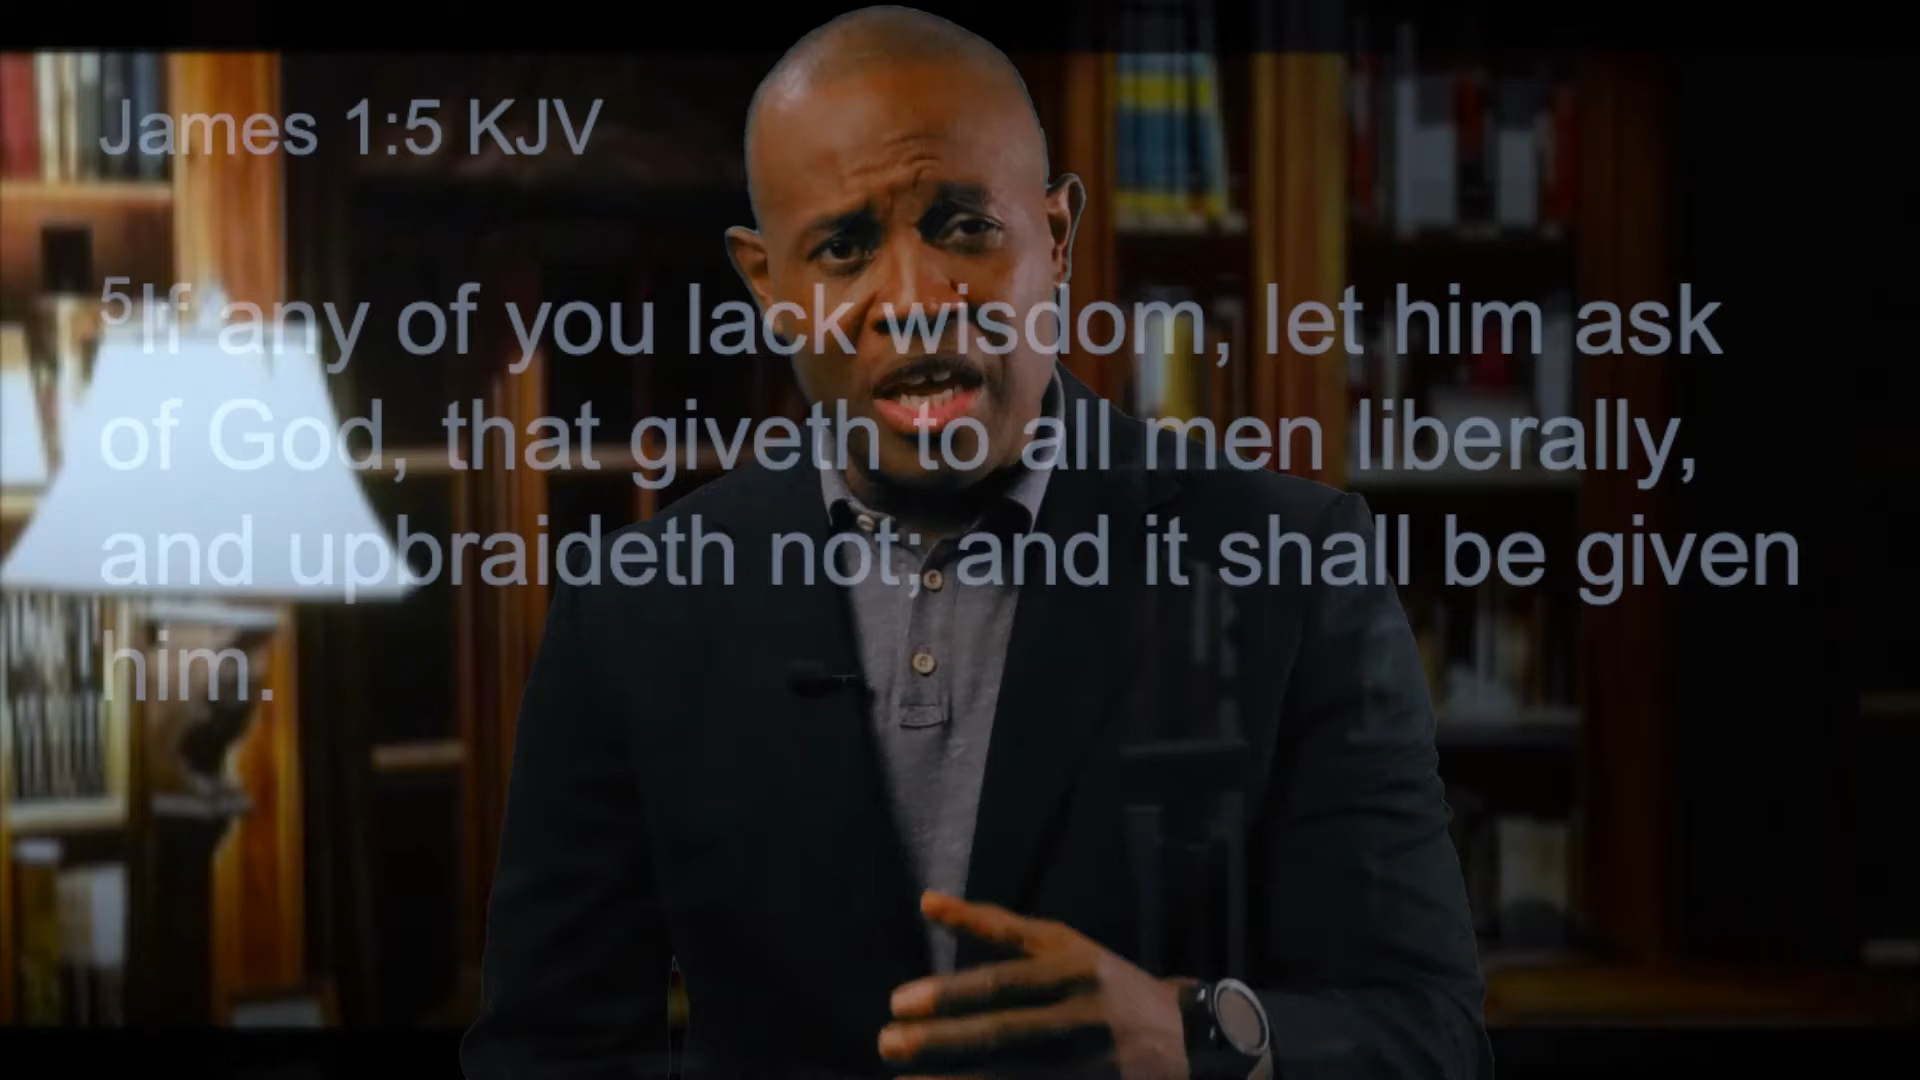 James 1:5 KJV
5If any of you lack wisdom, let him ask
of God, that giveth to all men liberally,
and upbraideth not; and it shall be given
him.